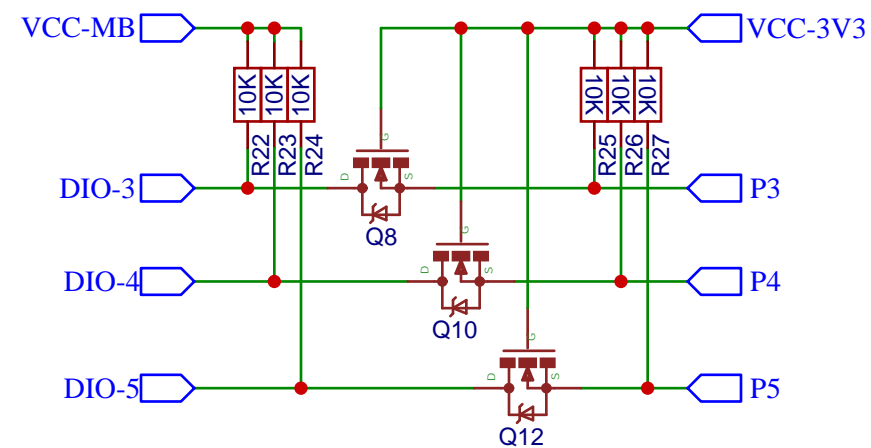 VCC-MB
VCC-3V3
10K
10K
10K
10K
10K
10K
R22
R23
R24
R25
R26
R27
G
D
S
DIO-3
P3
Q8
G
D
S
DIO-4
P4
Q10
G
D
S
DIO-5
P5
Q12